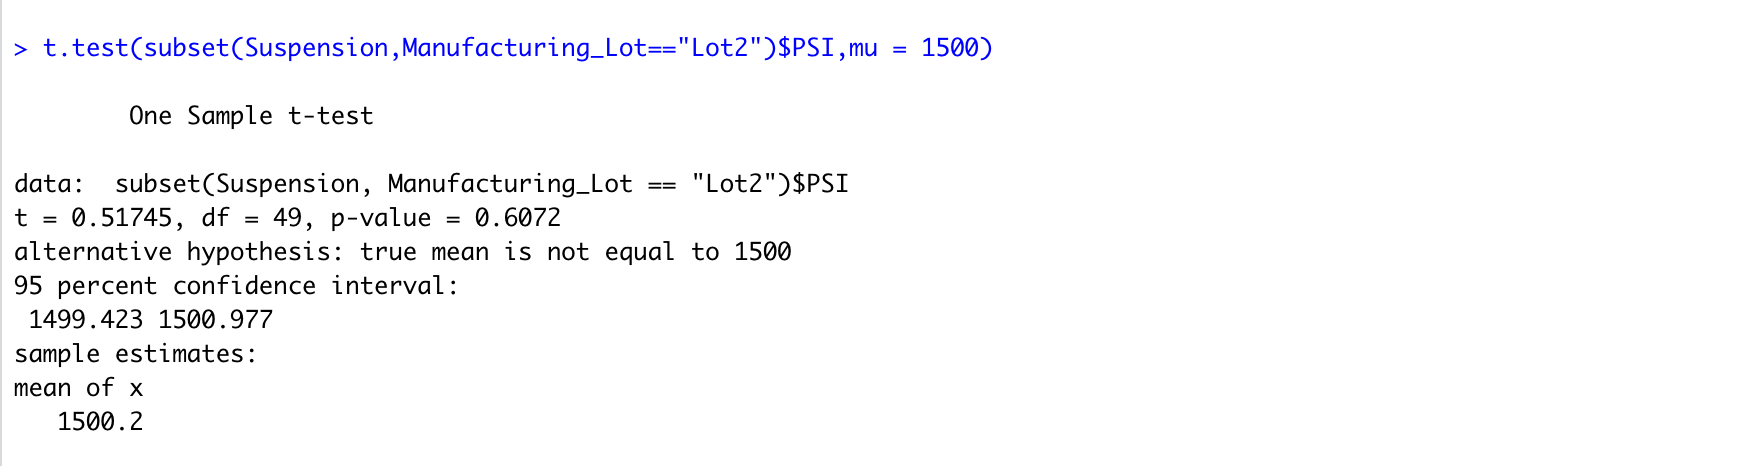 > t.test(subset(Suspension,Manufacturing_Lot=="Lot2")$PSI,mu = 1500)
One Sample t-test
data:  subset(Suspension, Manufacturing_Lot == "Lot2")$PSI
t = 0.51745, df = 49, p-value = 0.6072
alternative hypothesis: true mean is not equal to 1500
95 percent confidence interval:
1499.423 1500.977
sample estimates:
mean of x
1500.2